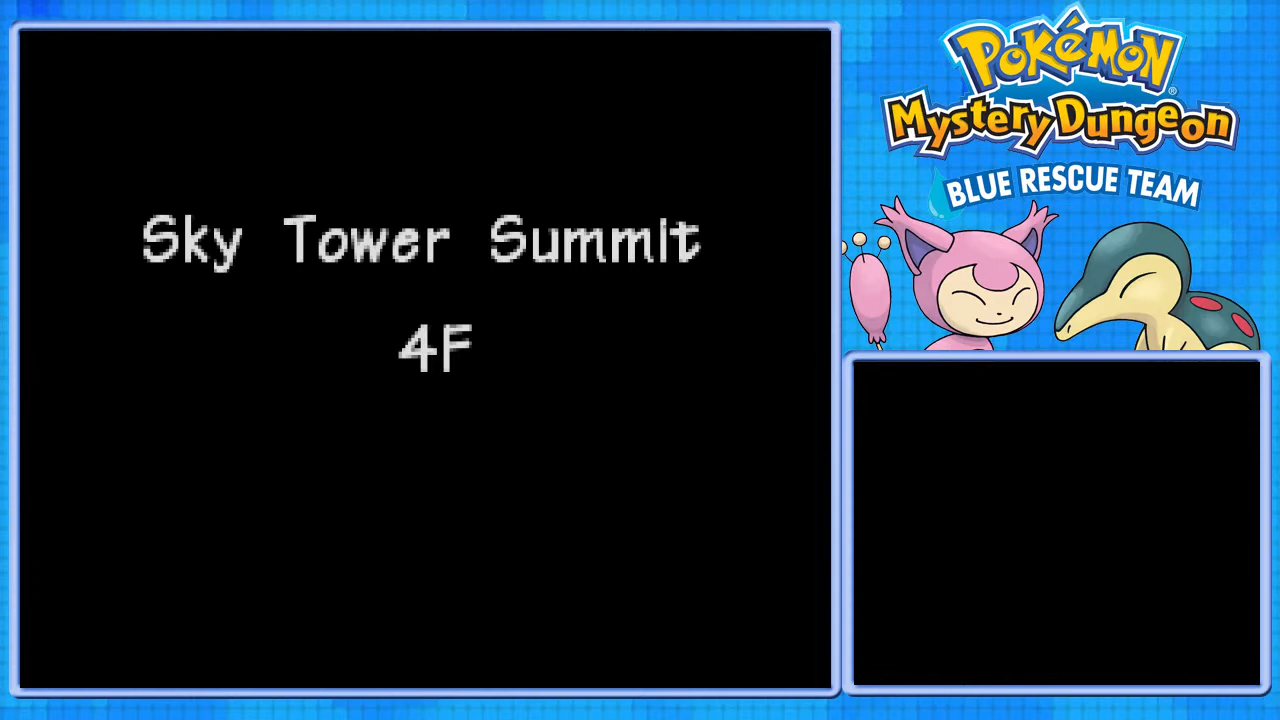 Sky Tower Summit
4F
POKÉMON
Mystery Dungeon
BLUE RESCUE TEAM